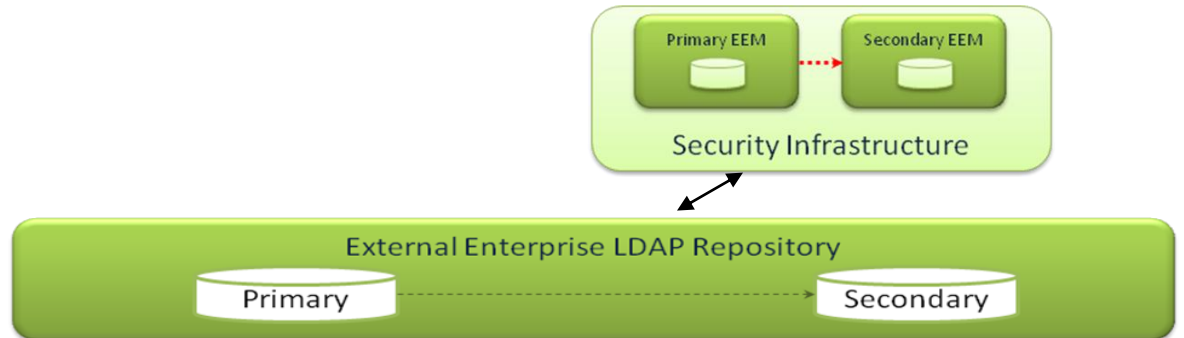 Primary EEM
Secondary EEM
Security Infrastructure
External Enterprise LDAP Repository
Primary
Secondary